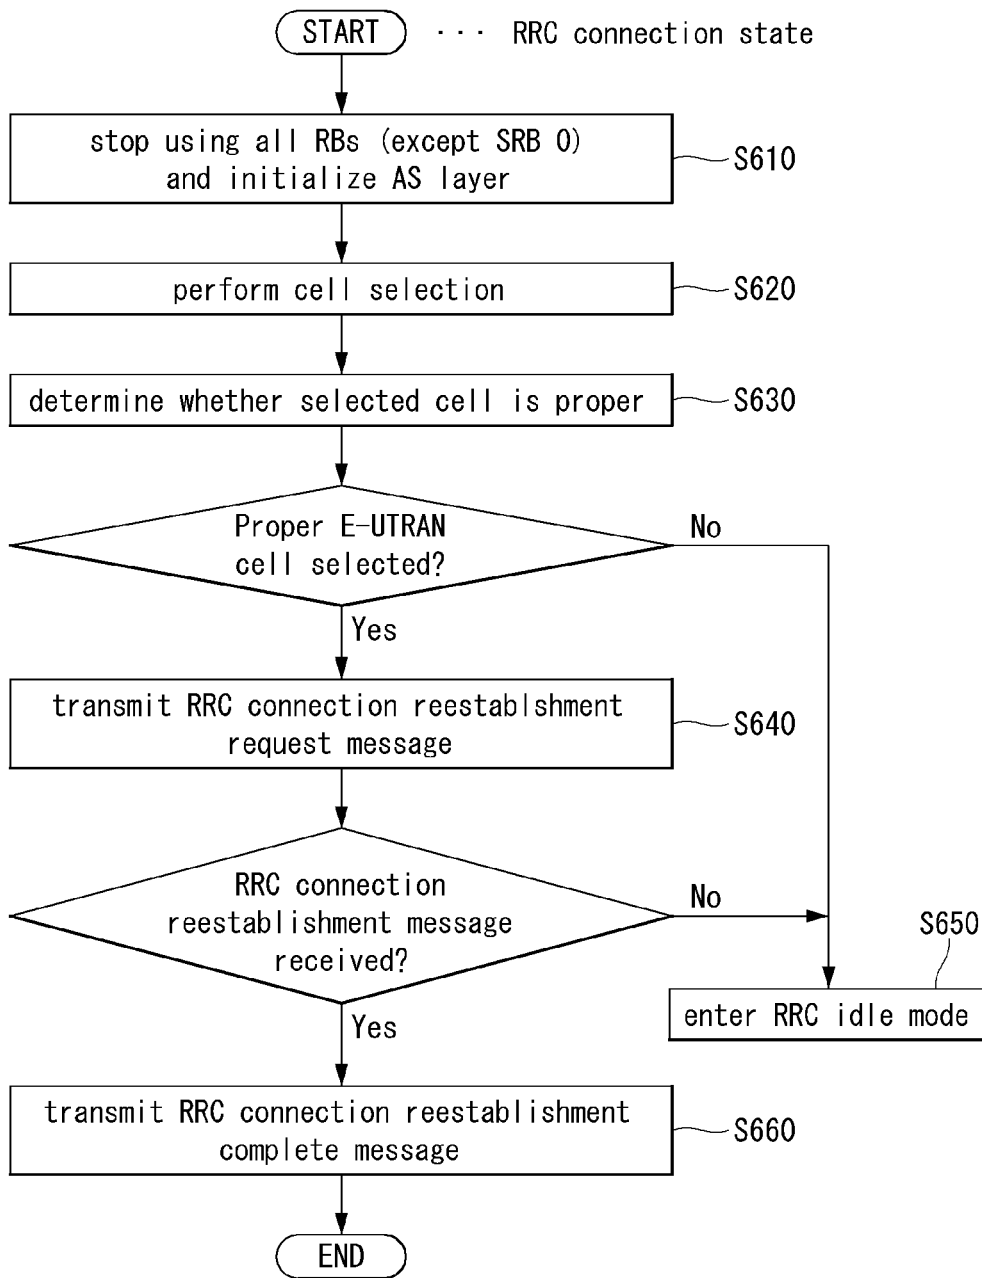 START ··· RRC connection state
stop using all RBs (except SRB 0)
and initialize AS layer
S610
perform cell selection
S620
determine whether selected cell is proper
S630
Proper E-UTRAN
cell selected?
No
Yes
transmit RRC connection reestablshment
request message
S640
RRC connection
reestablishment message
received?
No
S650
enter RRC idle mode
Yes
transmit RRC connection reestablishment
complete message
S660
END